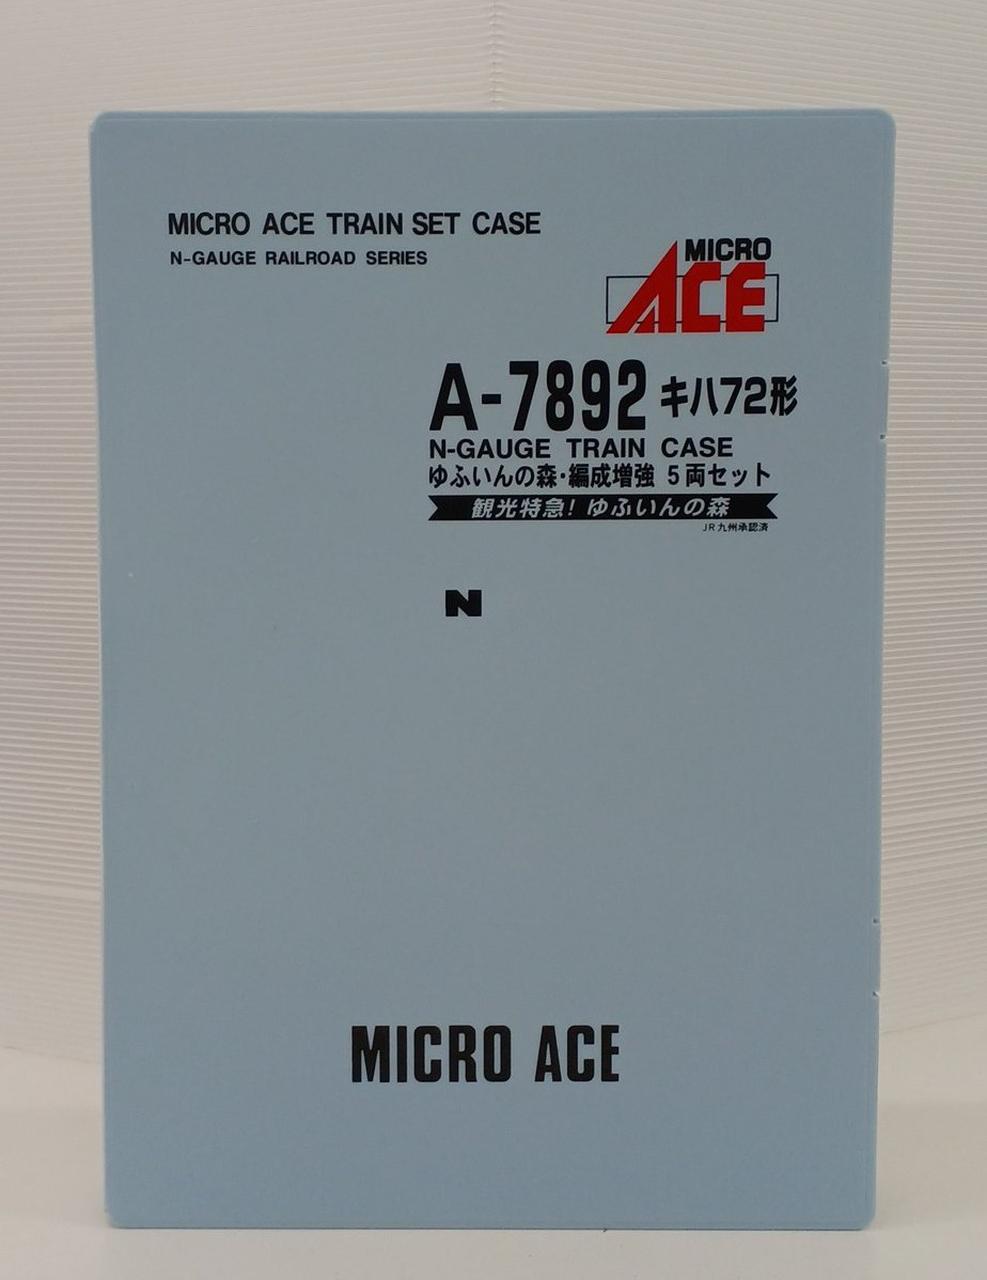 MICRO ACE TRAIN SET CASE
N-GAUGE RAILROAD SERIES
MICRO
ACE
A-7892 キハ72形
N-GAUGE TRAIN CASE
ゆふいんの森・編成増強 5両セット
観光特急! ゆふいんの森
JR九州承認済
N
MICRO ACE